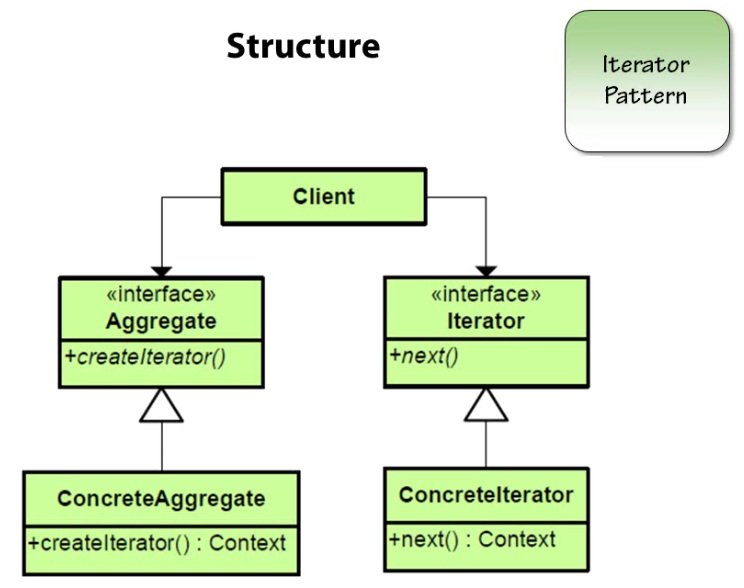 Structure
Iterator
Pattern
Client
«interface»
Aggregate
+createIterator()
«interface»
Iterator
+next()
ConcreteAggregate
+createIterator() : Context
ConcreteIterator
+next() : Context